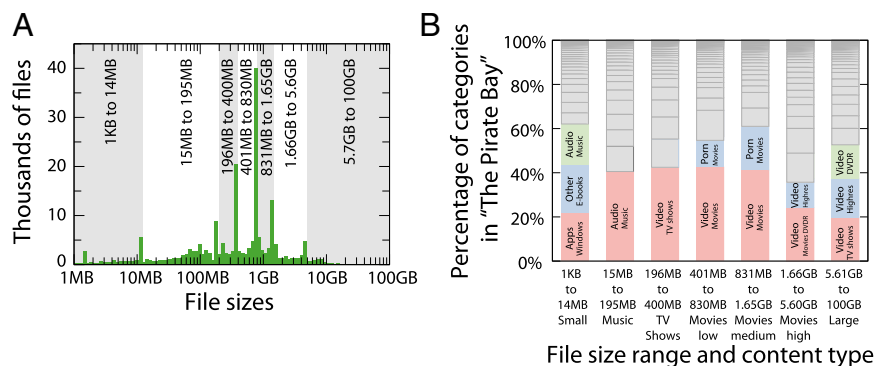 A
Thousands of files
40
30
20
10
0
1KB to 14MB
15MB to 195MB
196MB to 400MB
401MB to 830MB
831MB to 1.65GB
1.66GB to 5.6GB
5.7GB to 100GB
1MB
10MB
100MB
1GB
10GB
100GB
File sizes
B
Percentage of categories
in “The Pirate Bay”
100%
80%
60%
40%
20%
0%
Audio
Music
Other
E-books
Apps
Windows
Audio
Music
Video
TV shows
Porn
Movies
Video
Movies
Porn
Movies
Video
Movies
Video
Highres
Video
Movies DVDR
Video
DVDR
Video
Highres
Video
TV shows
1KB
to
14MB
Small
15MB
to
195MB
Music
196MB
to
400MB
TV
Shows
401MB
to
830MB
Movies
low
831MB
to
1.65GB
Movies
medium
1.66GB
to
5.60GB
Movies
high
5.61GB
to
100GB
Large
File size range and content type